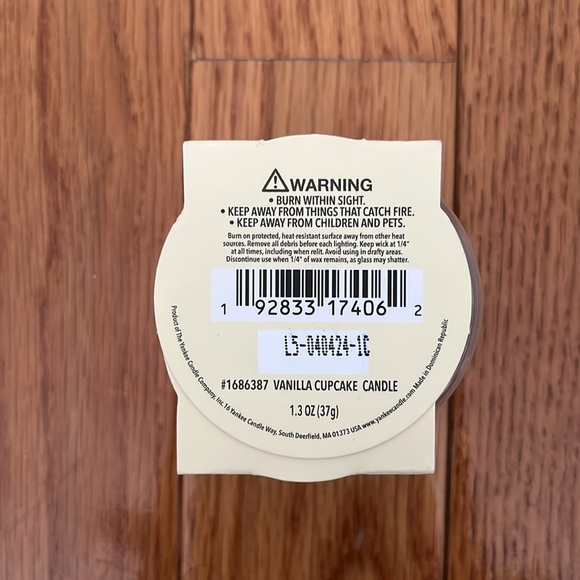 ⚠WARNING
• BURN WITHIN SIGHT.
• KEEP AWAY FROM THINGS THAT CATCH FIRE.
• KEEP AWAY FROM CHILDREN AND PETS.
Burn on protected, heat-resistant surface away from other heat
sources. Remove all debris before each lighting. Keep wick at 1/4"
at all times, including when relit. Avoid using in drafty areas.
Discontinue use when 1/4" of wax remains, as glass may shatter.
1 92833 17406 2
L5-040424-1C
#1686387 VANILLA CUPCAKE CANDLE
1.3 OZ (37g)
Product of The Yankee Candle Company, Inc. 16 Yankee Candle Way, South Deerfield, MA 01373 USA www.yankeecandle.com Made in Dominican Republic